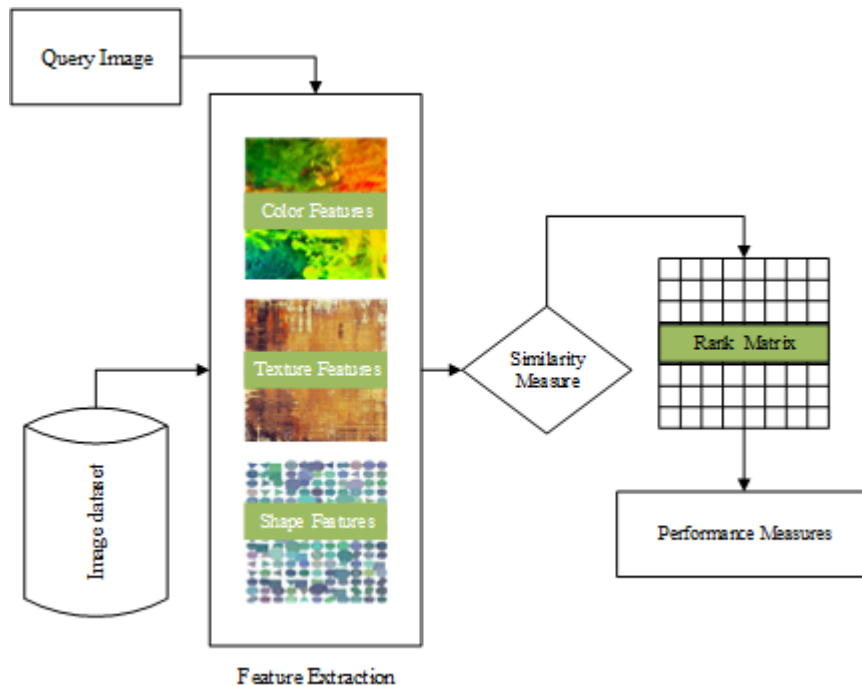 Query Image
Color Features
Texture Features
Shape Features
Image dataset
Feature Extraction
Similarity
Measure
Rank Matrix
Performance Measures